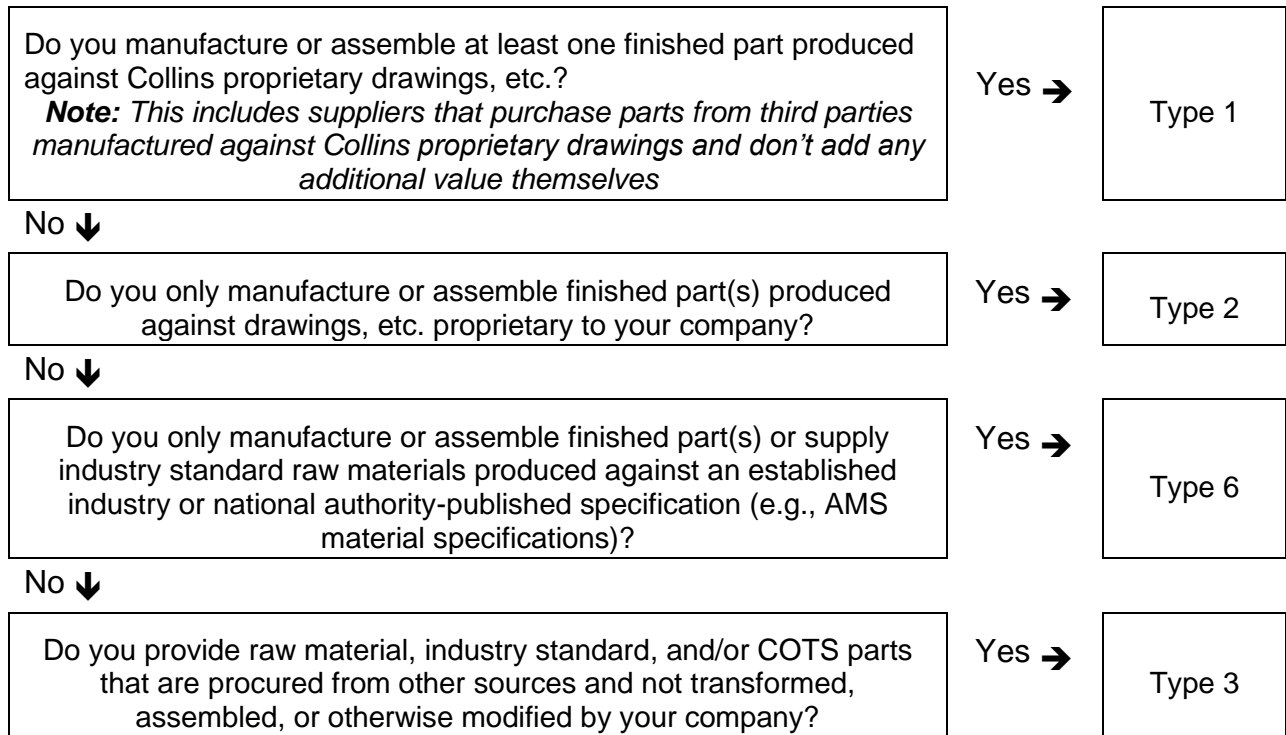 Do you manufacture or assemble at least one finished part produced
against Collins proprietary drawings, etc.?
Note: This includes suppliers that purchase parts from third parties
manufactured against Collins proprietary drawings and don’t add any
additional value themselves
Yes ➔
Type 1
No 🡻
Do you only manufacture or assemble finished part(s) produced
against drawings, etc. proprietary to your company?
Yes ➔
Type 2
No 🡻
Do you only manufacture or assemble finished part(s) or supply
industry standard raw materials produced against an established
industry or national authority-published specification (e.g., AMS
material specifications)?
Yes ➔
Type 6
No 🡻
Do you provide raw material, industry standard, and/or COTS parts
that are procured from other sources and not transformed,
assembled, or otherwise modified by your company?
Yes ➔
Type 3